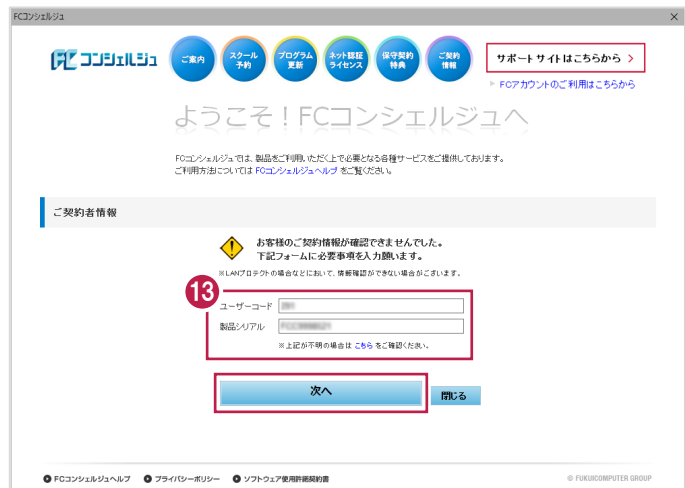 FCコンシェルジュ
×
FC コンシェルジュ
ご案内
スクール
予約
プログラム
更新
ネット認証
ライセンス
保守契約
特典
ご契約
情報
サポートサイトはこちらから >
FCアカウントのご利用はこちらから
ようこそ！FCコンシェルジュへ
FCコンシェルジュでは、製品をご利用いただく上で必要となる各種サービスをご提供しております。
ご利用方法については FCコンシェルジュヘルプ をご覧ください。
ご契約者情報
お客様のご契約情報が確認できませんでした。
下記フォームに必要事項を入力願います。
※LANプロテクトの場合などにおいて、情報確認ができない場合がございます。
13
ユーザーコード
製品シリアル
※上記が不明の場合は こちら をご確認ください。
次へ
閉じる
FCコンシェルジュヘルプ プライバシーポリシー ソフトウェア使用許諾契約書
© FUKUICOMPUTER GROUP